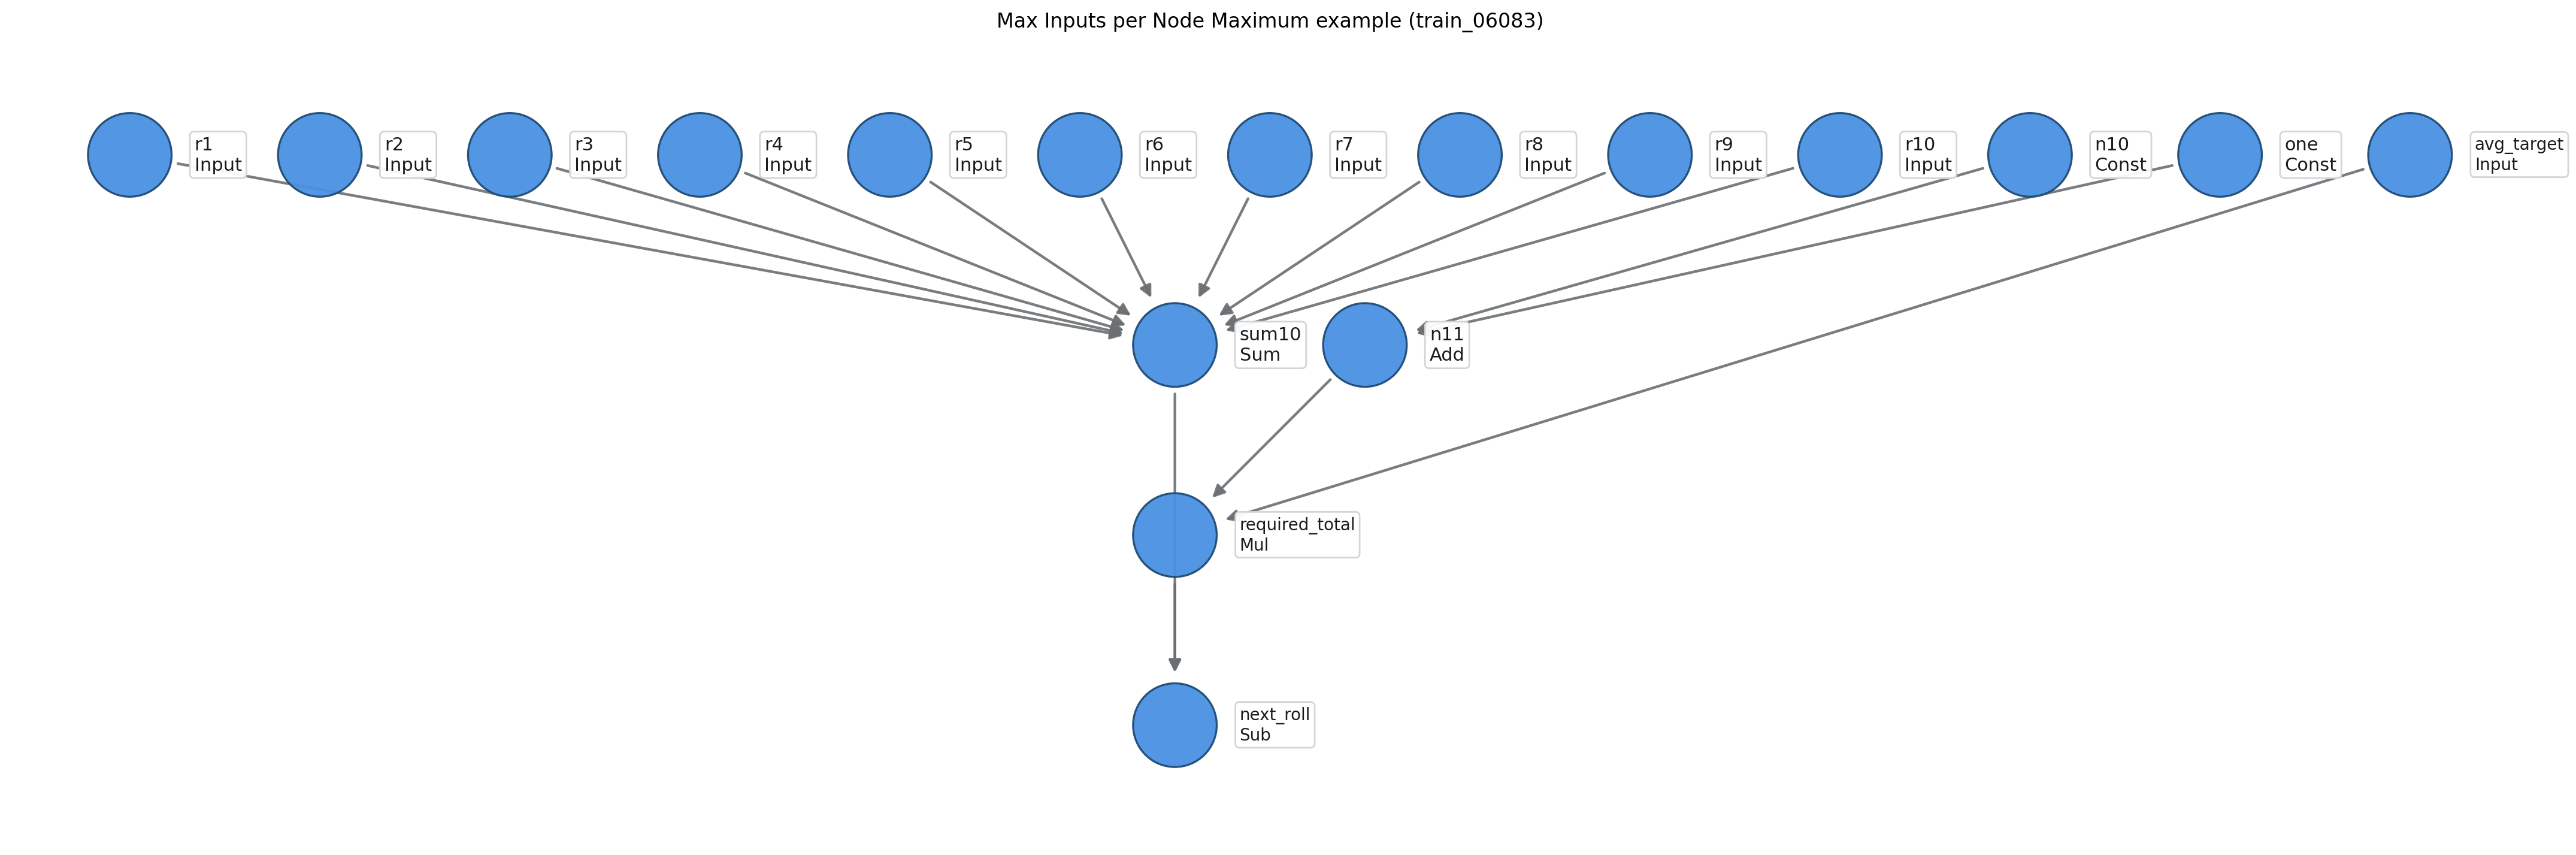 Max Inputs per Node Maximum example (train_06083)
r1
Input
r2
Input
r3
Input
r4
Input
r5
Input
r6
Input
r7
Input
r8
Input
r9
Input
r10
Input
n10
Const
one
Const
avg_target
Input
sum10
Sum
n11
Add
required_total
Mul
next_roll
Sub